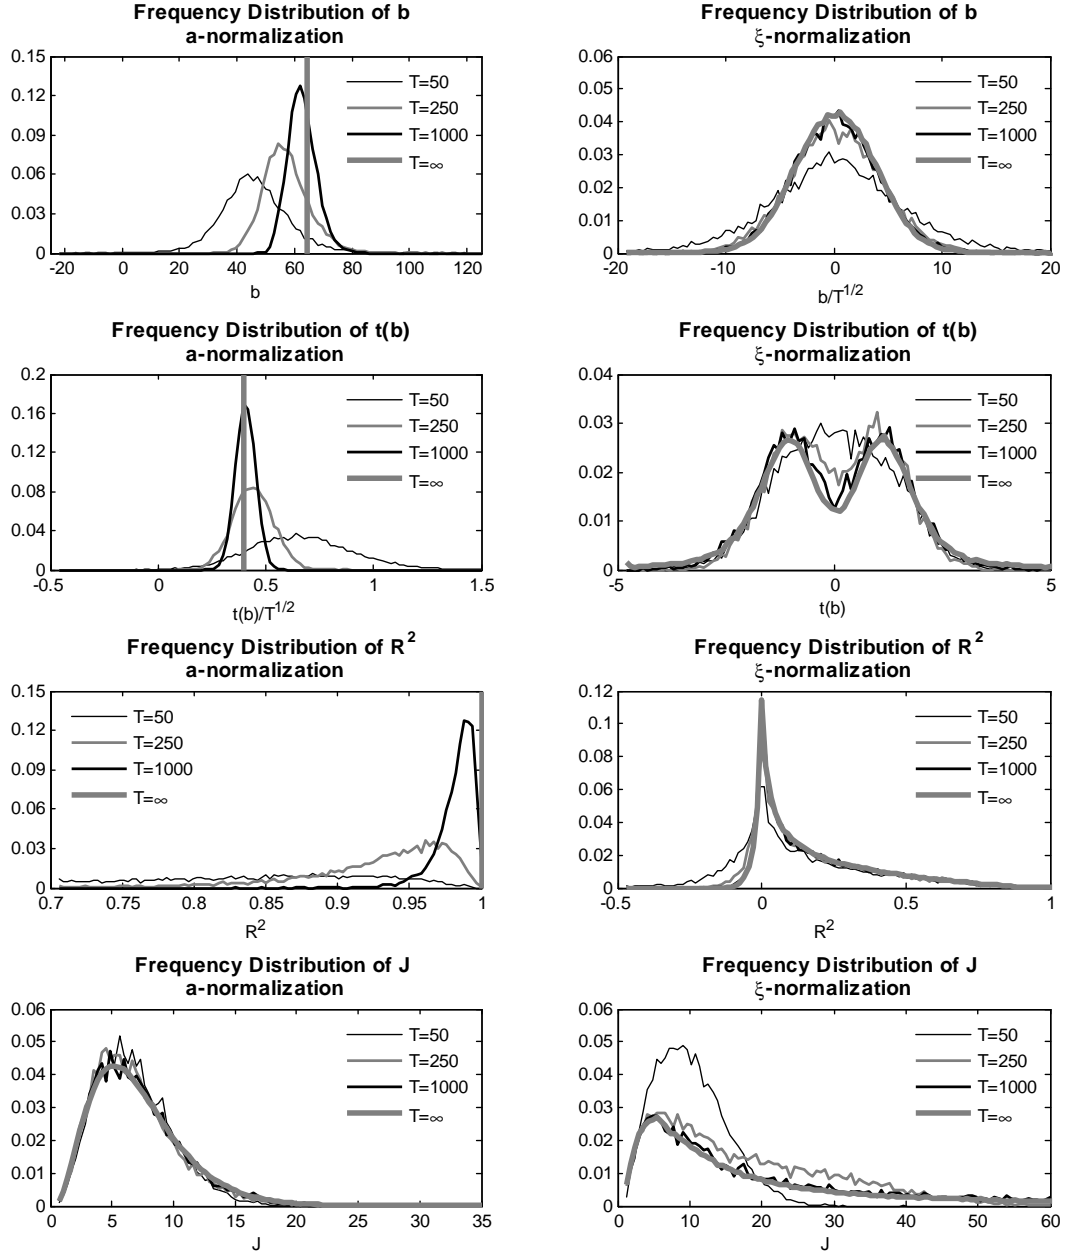 Frequency Distribution of b
a-normalization
0.15
0.12
0.09
0.06
0.03
0
T=50
T=250
T=1000
T=∞
-20 0 20 40 60 80 100 120
b
Frequency Distribution of b
ξ-normalization
0.06
0.05
0.04
0.03
0.02
0.01
0
T=50
T=250
T=1000
T=∞
-20 -10 0 10 20
b/T^1/2
Frequency Distribution of t(b)
a-normalization
0.2
0.16
0.12
0.08
0.04
0
T=50
T=250
T=1000
T=∞
-0.5 0 0.5 1 1.5
t(b)/T^1/2
Frequency Distribution of t(b)
ξ-normalization
0.04
0.03
0.02
0.01
0
T=50
T=250
T=1000
T=∞
-5 0 5
t(b)
Frequency Distribution of R^2
a-normalization
0.15
0.12
0.09
0.06
0.03
0
T=50
T=250
T=1000
T=∞
0.7 0.75 0.8 0.85 0.9 0.95 1
R^2
Frequency Distribution of R^2
ξ-normalization
0.12
0.1
0.08
0.06
0.04
0.02
0
T=50
T=250
T=1000
T=∞
-0.5 0 0.5 1
R^2
Frequency Distribution of J
a-normalization
0.06
0.05
0.04
0.03
0.02
0.01
0
T=50
T=250
T=1000
T=∞
0 5 10 15 20 25 30 35
J
Frequency Distribution of J
ξ-normalization
0.06
0.05
0.04
0.03
0.02
0.01
0
T=50
T=250
T=1000
T=∞
0 10 20 30 40 50 60
J